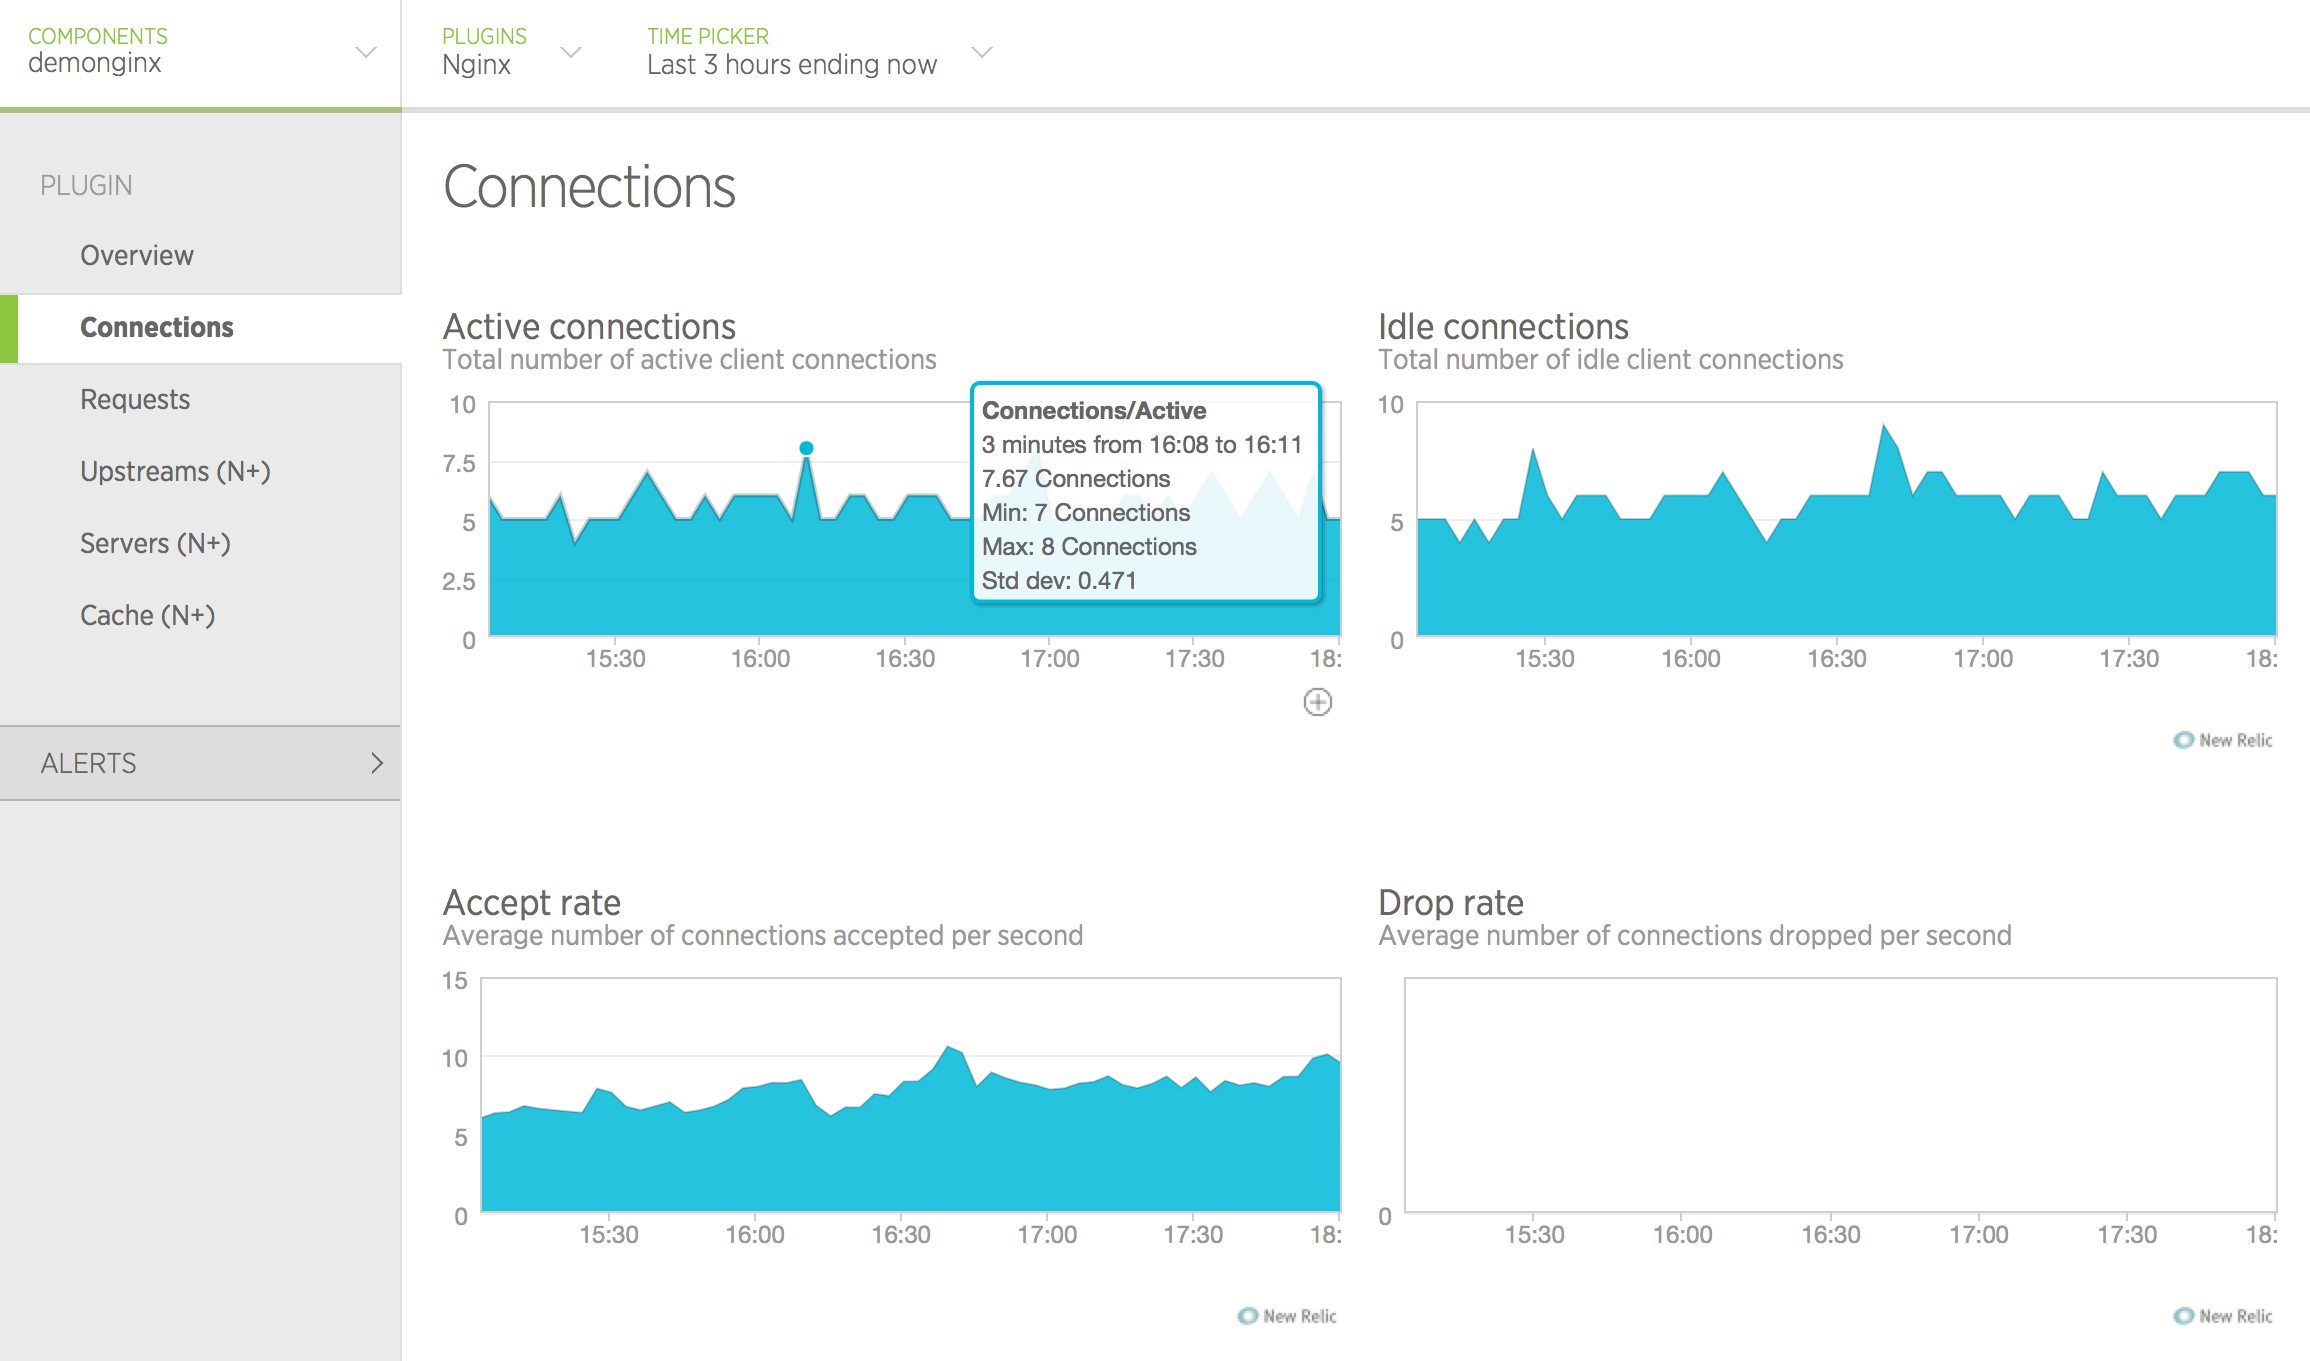 COMPONENTS
demonginx
PLUGINS
Nginx
TIME PICKER
Last 3 hours ending now
PLUGIN
Overview
Connections
Requests
Upstreams (N+)
Servers (N+)
Cache (N+)
ALERTS
Connections
Active connections
Total number of active client connections
10
7.5
5
2.5
0
15:30 16:00 16:30 17:00 17:30 18:
Connections/Active
3 minutes from 16:08 to 16:11
7.67 Connections
Min: 7 Connections
Max: 8 Connections
Std dev: 0.471
Idle connections
Total number of idle client connections
10
5
0
15:30 16:00 16:30 17:00 17:30 18:
New Relic
Accept rate
Average number of connections accepted per second
15
10
5
0
15:30 16:00 16:30 17:00 17:30 18:
New Relic
Drop rate
Average number of connections dropped per second
0
15:30 16:00 16:30 17:00 17:30 18:
New Relic